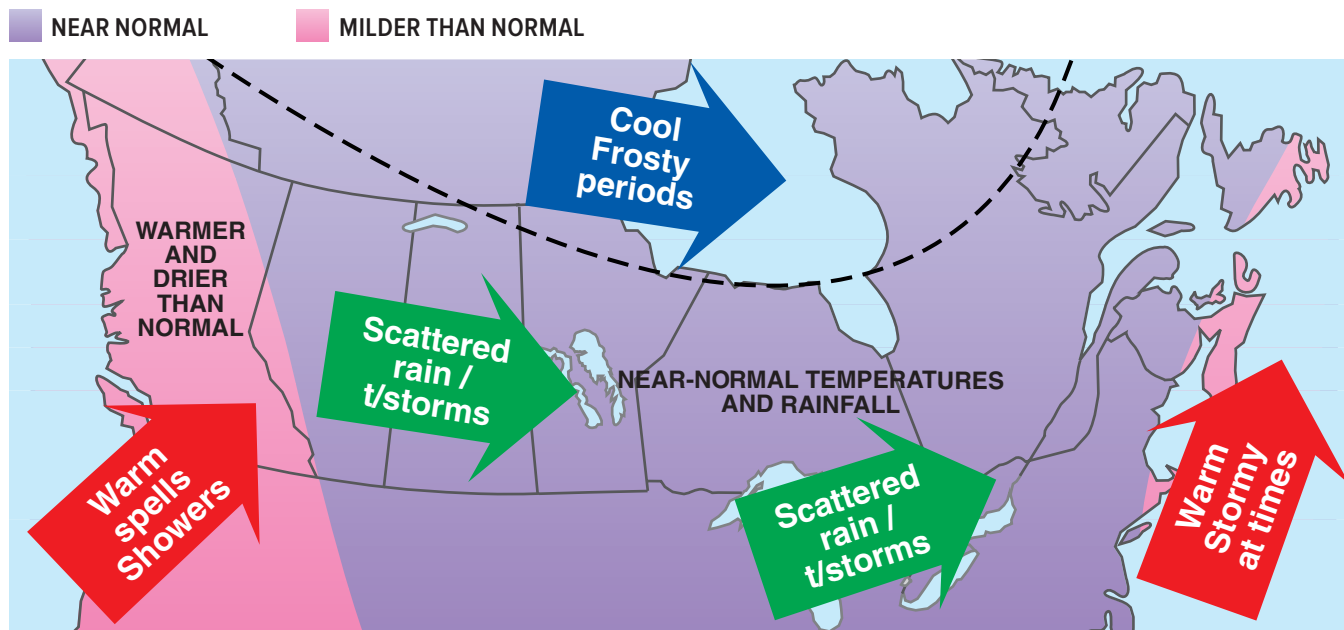 NEAR NORMAL
MILDER THAN NORMAL
Cool
Frosty
periods
WARMER
AND
DRIER
THAN
NORMAL
Scattered
rain /
t/storms
NEAR-NORMAL TEMPERATURES
AND RAINFALL
Warm
spells
Showers
Scattered
rain /
t/storms
Warm
Stormy
at times